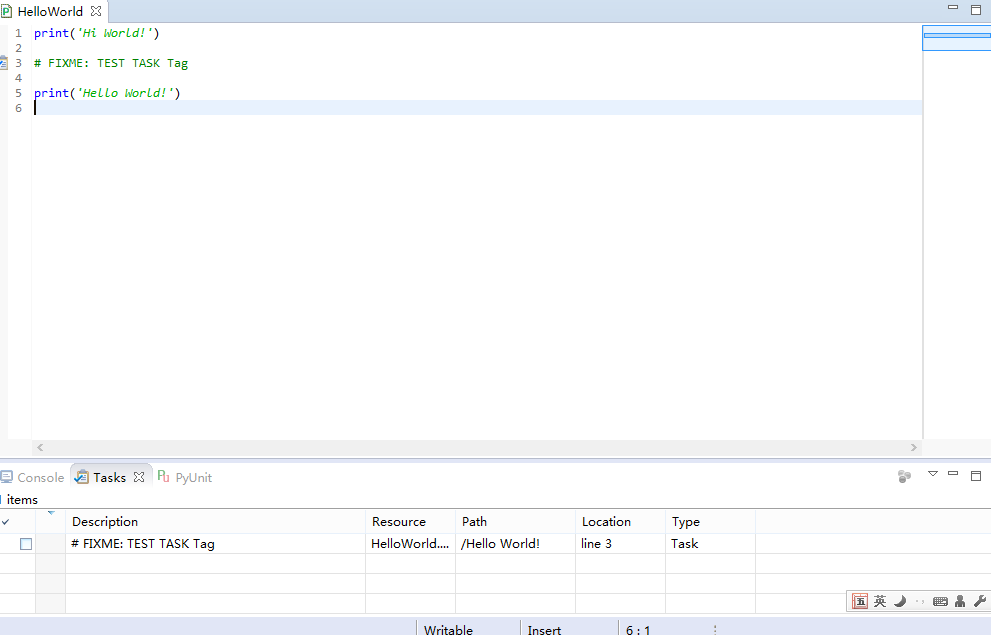 HelloWorld
1 print('Hi World!')
2
3 # FIXME: TEST TASK Tag
4
5 print('Hello World!')
6
Console Tasks PyUnit
items
Description Resource Path Location Type
# FIXME: TEST TASK Tag HelloWorld.... /Hello World! line 3 Task
五 英
Writable Insert 6 : 1